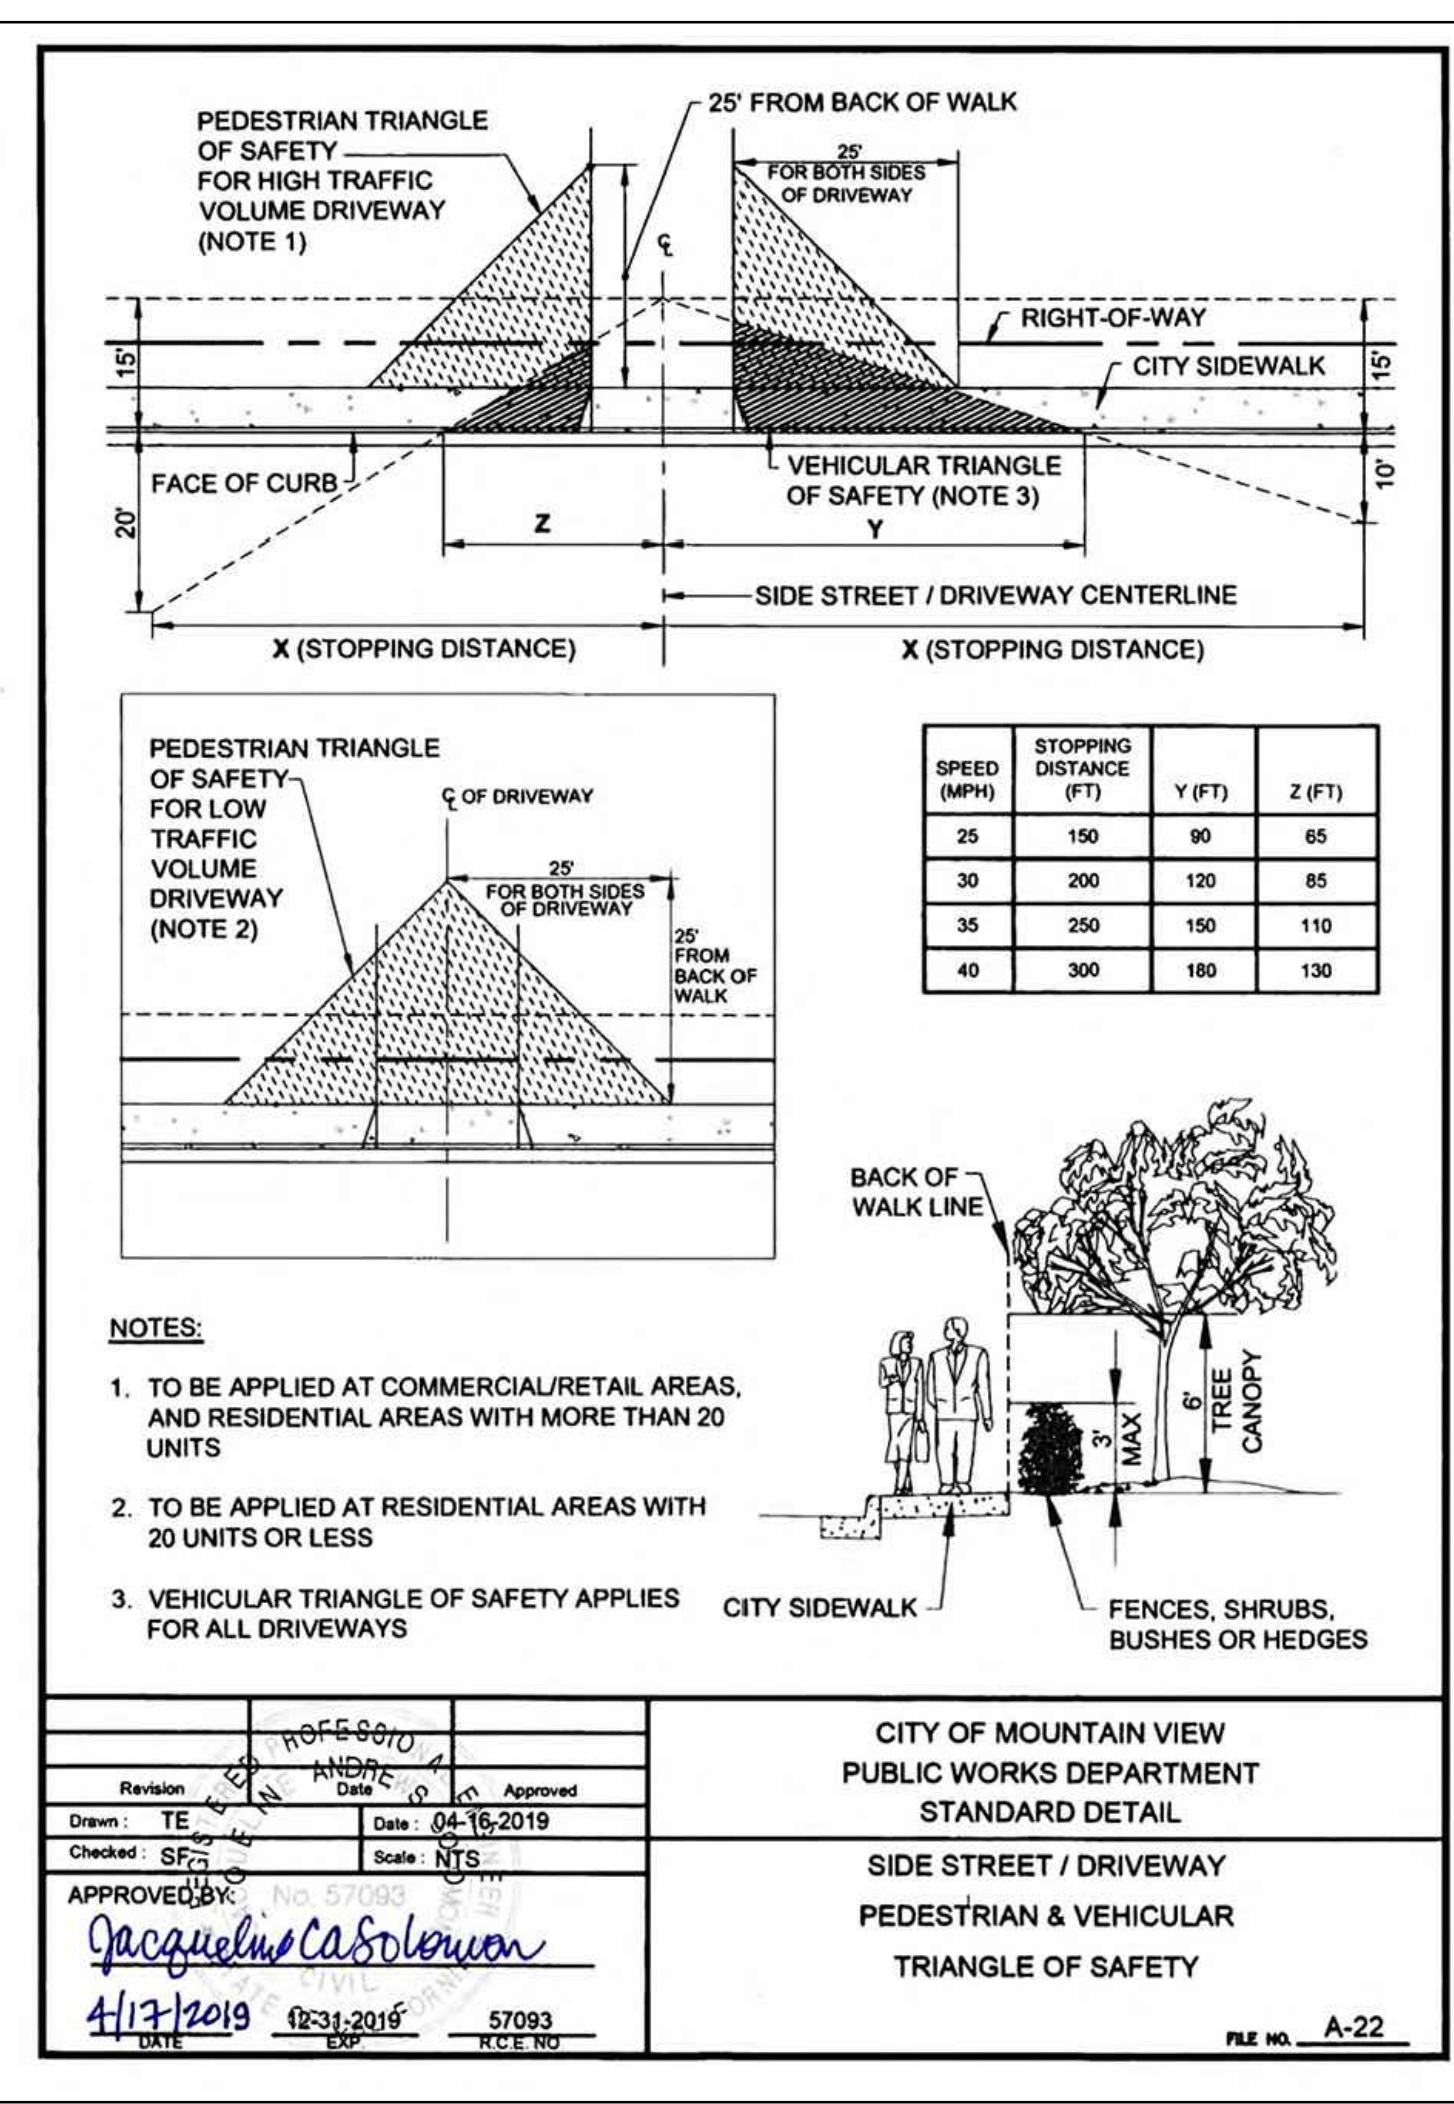 PEDESTRIAN TRIANGLE
OF SAFETY
FOR HIGH TRAFFIC
VOLUME DRIVEWAY
(NOTE 1)
25' FROM BACK OF WALK
25'
FOR BOTH SIDES
OF DRIVEWAY
℄
RIGHT-OF-WAY
CITY SIDEWALK
15'
15'
FACE OF CURB
VEHICULAR TRIANGLE
OF SAFETY (NOTE 3)
20'
10'
Z
Y
SIDE STREET / DRIVEWAY CENTERLINE
X (STOPPING DISTANCE)
X (STOPPING DISTANCE)
PEDESTRIAN TRIANGLE
OF SAFETY
FOR LOW
TRAFFIC
VOLUME
DRIVEWAY
(NOTE 2)
℄ OF DRIVEWAY
25'
FOR BOTH SIDES
OF DRIVEWAY
25'
FROM
BACK OF
WALK
SPEED (MPH) STOPPING DISTANCE (FT) Y (FT) Z (FT)
25 150 90 65
30 200 120 85
35 250 150 110
40 300 180 130
BACK OF
WALK LINE
6'
TREE
CANOPY
3'
MAX
CITY SIDEWALK
FENCES, SHRUBS,
BUSHES OR HEDGES
NOTES:
1. TO BE APPLIED AT COMMERCIAL/RETAIL AREAS,
AND RESIDENTIAL AREAS WITH MORE THAN 20
UNITS
2. TO BE APPLIED AT RESIDENTIAL AREAS WITH
20 UNITS OR LESS
3. VEHICULAR TRIANGLE OF SAFETY APPLIES
FOR ALL DRIVEWAYS
Revision Date Approved
Drawn : TE Date : 04-16-2019
Checked : SF Scale : NTS
APPROVED BY:
REGISTERED PROFESSIONAL ENGINEER
No. 57093
CIVIL
4/17/2019 12-31-2019 57093
DATE EXP. R.C.E. NO
CITY OF MOUNTAIN VIEW
PUBLIC WORKS DEPARTMENT
STANDARD DETAIL
SIDE STREET / DRIVEWAY
PEDESTRIAN & VEHICULAR
TRIANGLE OF SAFETY
FILE NO. A-22